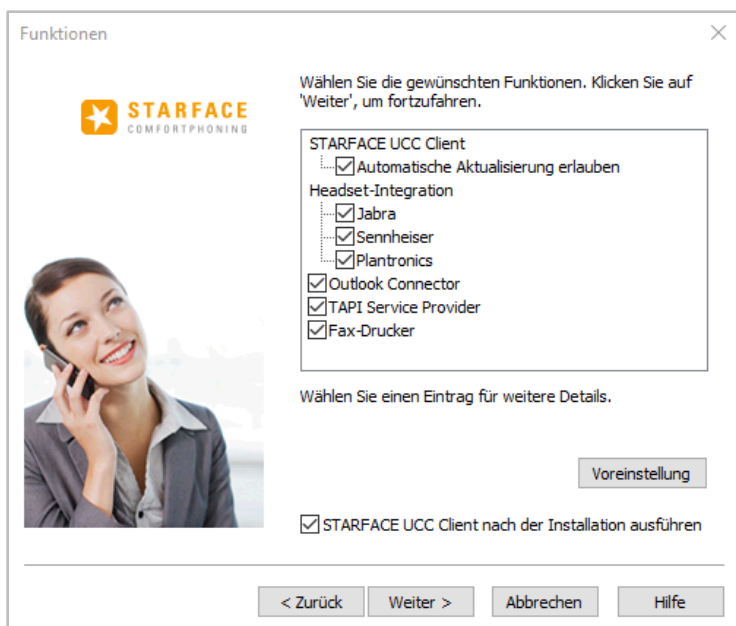 Funktionen
STARFACE
COMFORTPHONING
Wählen Sie die gewünschten Funktionen. Klicken Sie auf
'Weiter', um fortzufahren.
STARFACE UCC Client
Automatische Aktualisierung erlauben
Headset-Integration
Jabra
Sennheiser
Plantronics
Outlook Connector
TAPI Service Provider
Fax-Drucker
Wählen Sie einen Eintrag für weitere Details.
Voreinstellung
STARFACE UCC Client nach der Installation ausführen
< Zurück Weiter > Abbrechen Hilfe